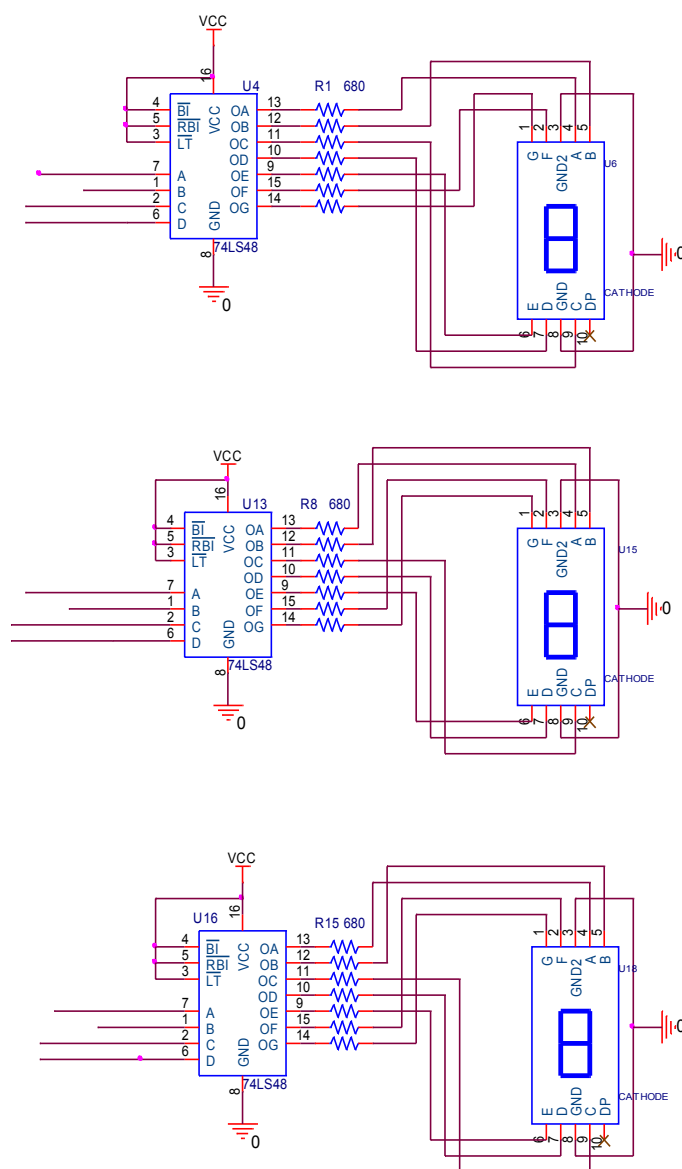 VCC
16
U4
R1 680
4 BI
5 RBI
3 LT
7 A
1 B
2 C
6 D
VCC
GND
OA 13
OB 12
OC 11
OD 10
OE 9
OF 15
OG 14
74LS48
8
0
1 2 3 4 5
G F GND2 A B
U6
0
CATHODE
E D GND C DP
6 7 8 9 10
VCC
16
U13
R8 680
4 BI
5 RBI
3 LT
7 A
1 B
2 C
6 D
VCC
GND
OA 13
OB 12
OC 11
OD 10
OE 9
OF 15
OG 14
74LS48
8
0
1 2 3 4 5
G F GND2 A B
U15
0
CATHODE
E D GND C DP
6 7 8 9 10
VCC
16
U16
R15 680
4 BI
5 RBI
3 LT
7 A
1 B
2 C
6 D
VCC
GND
OA 13
OB 12
OC 11
OD 10
OE 9
OF 15
OG 14
74LS48
8
0
1 2 3 4 5
G F GND2 A B
U18
0
CATHODE
E D GND C DP
6 7 8 9 10